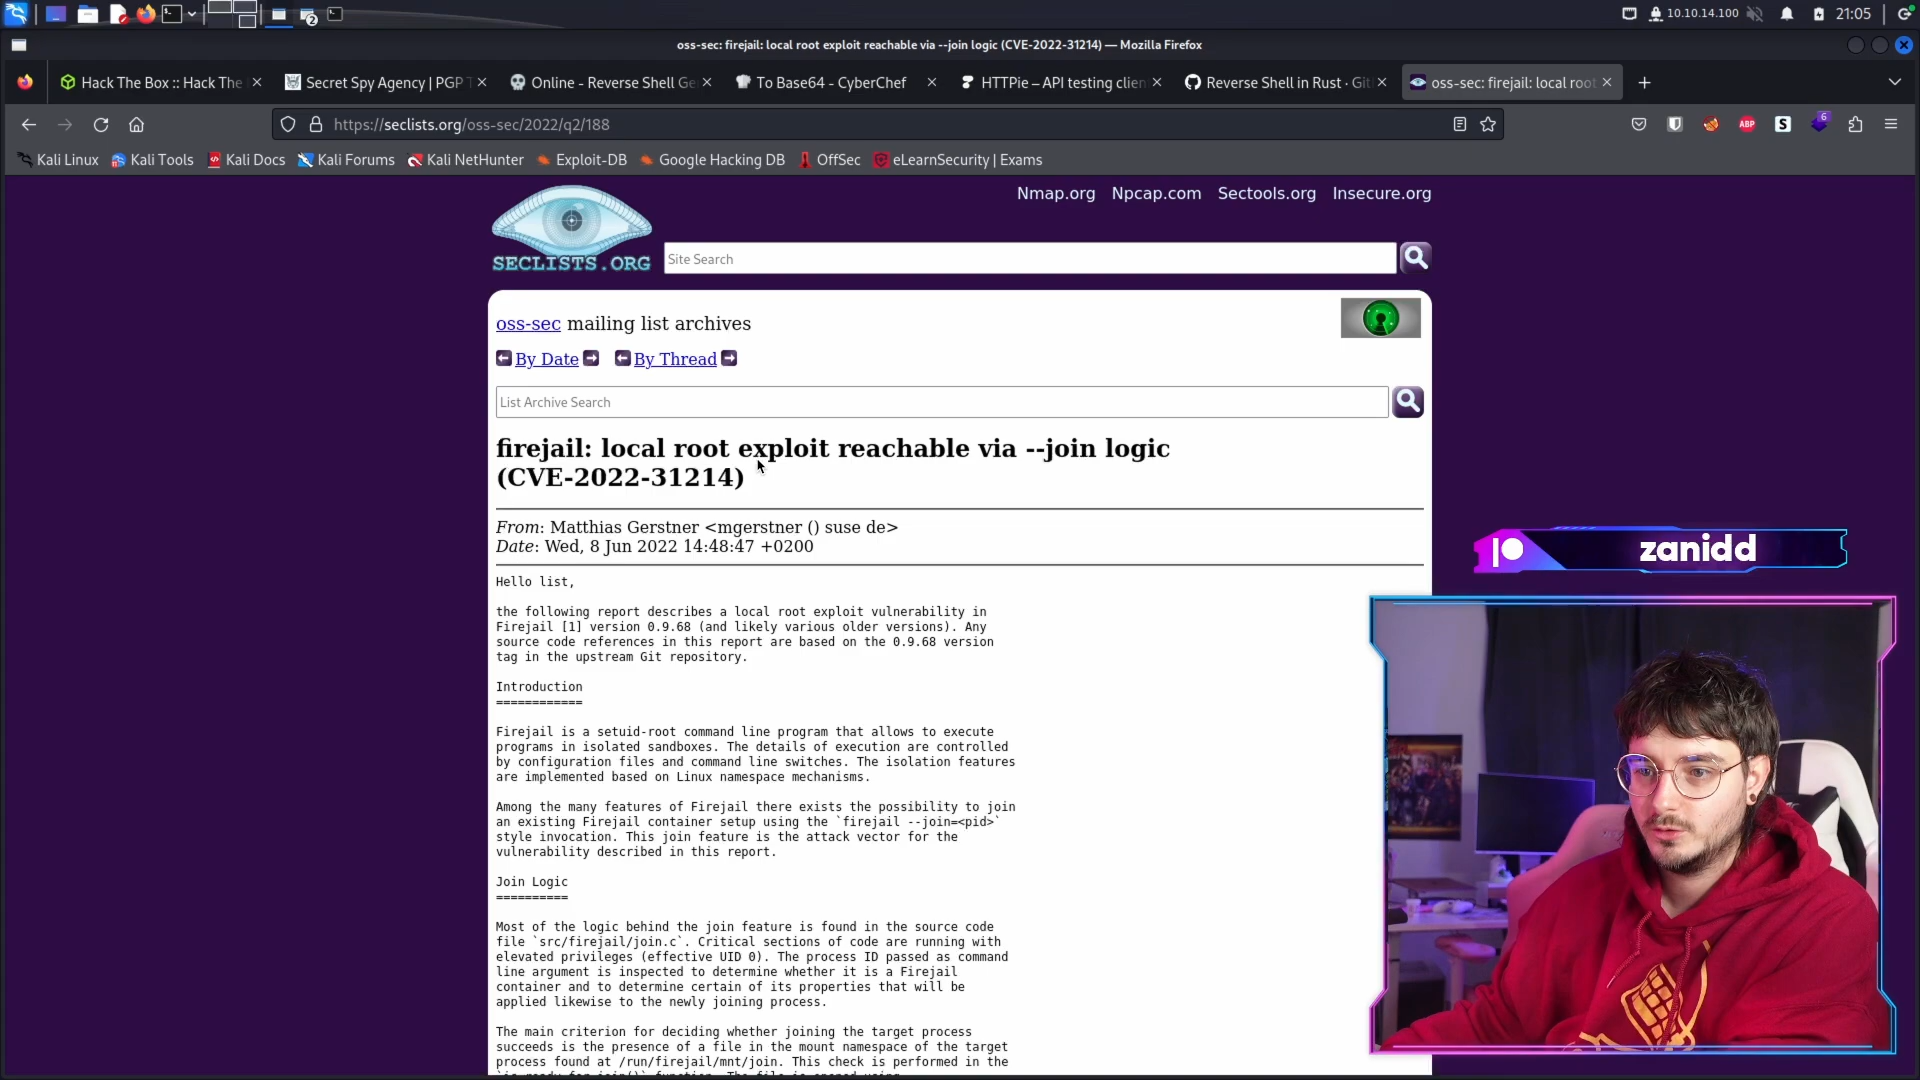 10.10.14.100
21:05
2
oss-sec: firejail: local root exploit reachable via --join logic (CVE-2022-31214) — Mozilla Firefox
Hack The Box :: Hack The
Secret Spy Agency | PGP T
Online - Reverse Shell Ge
To Base64 - CyberChef
HTTPie – API testing clien
Reverse Shell in Rust · Git
oss-sec: firejail: local root
https://seclists.org/oss-sec/2022/q2/188
ABP
S
6
Kali Linux
Kali Tools
Kali Docs
Kali Forums
Kali NetHunter
Exploit-DB
Google Hacking DB
OffSec
eLearnSecurity | Exams
Nmap.org
Npcap.com
Sectools.org
Insecure.org
SECLISTS.ORG
Site Search
oss-sec mailing list archives
By Date
By Thread
List Archive Search
firejail: local root exploit reachable via --join logic
(CVE-2022-31214)
From: Matthias Gerstner <mgerstner () suse de>
Date: Wed, 8 Jun 2022 14:48:47 +0200
Hello list,
the following report describes a local root exploit vulnerability in
Firejail [1] version 0.9.68 (and likely various older versions). Any
source code references in this report are based on the 0.9.68 version
tag in the upstream Git repository.
Introduction
============
Firejail is a setuid-root command line program that allows to execute
programs in isolated sandboxes. The details of execution are controlled
by configuration files and command line switches. The isolation features
are implemented based on Linux namespace mechanisms.
Among the many features of Firejail there exists the possibility to join
an existing Firejail container setup using the `firejail --join=<pid>`
style invocation. This join feature is the attack vector for the
vulnerability described in this report.
Join Logic
==========
Most of the logic behind the join feature is found in the source code
file `src/firejail/join.c`. Critical sections of code are running with
elevated privileges (effective UID 0). The process ID passed as command
line argument is inspected to determine whether it is a Firejail
container and to determine certain of its properties that will be
applied likewise to the newly joining process.
The main criterion for deciding whether joining the target process
succeeds is the presence of a file in the mount namespace of the target
process found at /run/firejail/mnt/join. This check is performed in the
zanidd